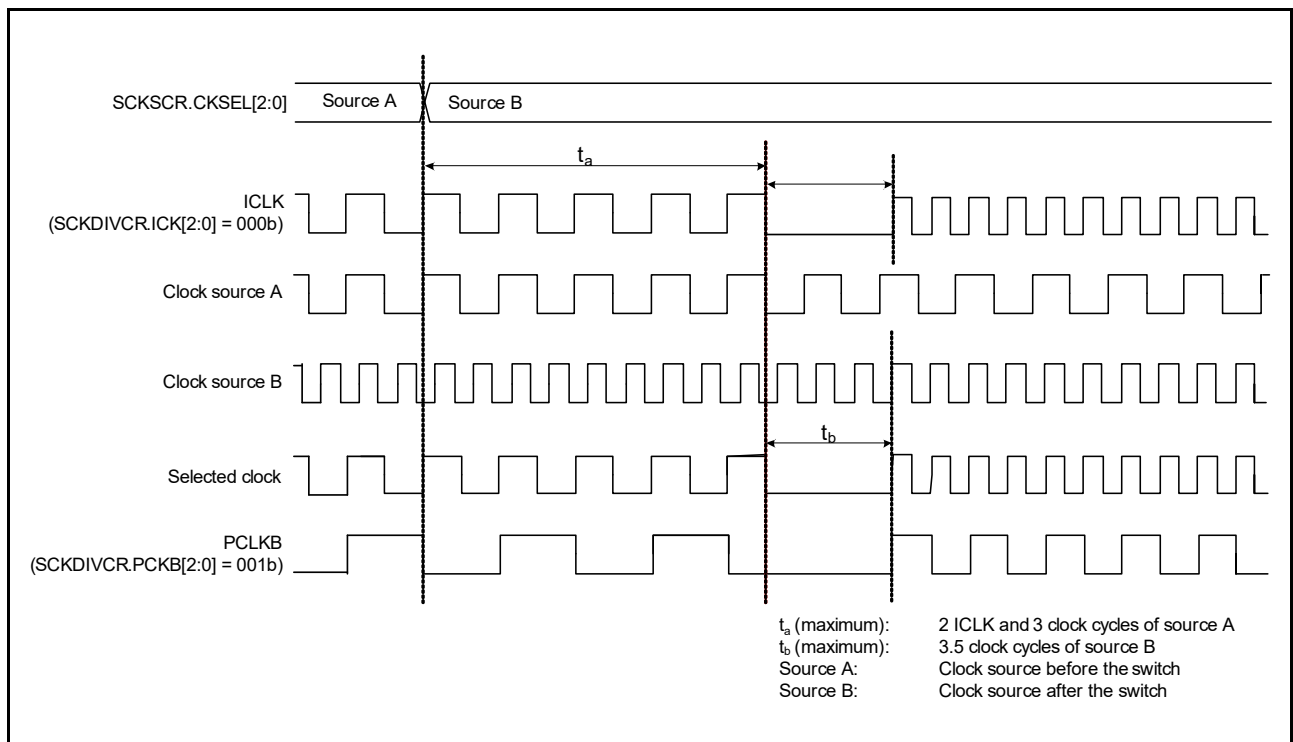 SCKSCR.CKSEL[2:0]
Source A
Source B
ta
ICLK
(SCKDIVCR.ICK[2:0] = 000b)
Clock source A
Clock source B
tb
Selected clock
PCLKB
(SCKDIVCR.PCKB[2:0] = 001b)
ta (maximum): 2 ICLK and 3 clock cycles of source A
tb (maximum): 3.5 clock cycles of source B
Source A: Clock source before the switch
Source B: Clock source after the switch